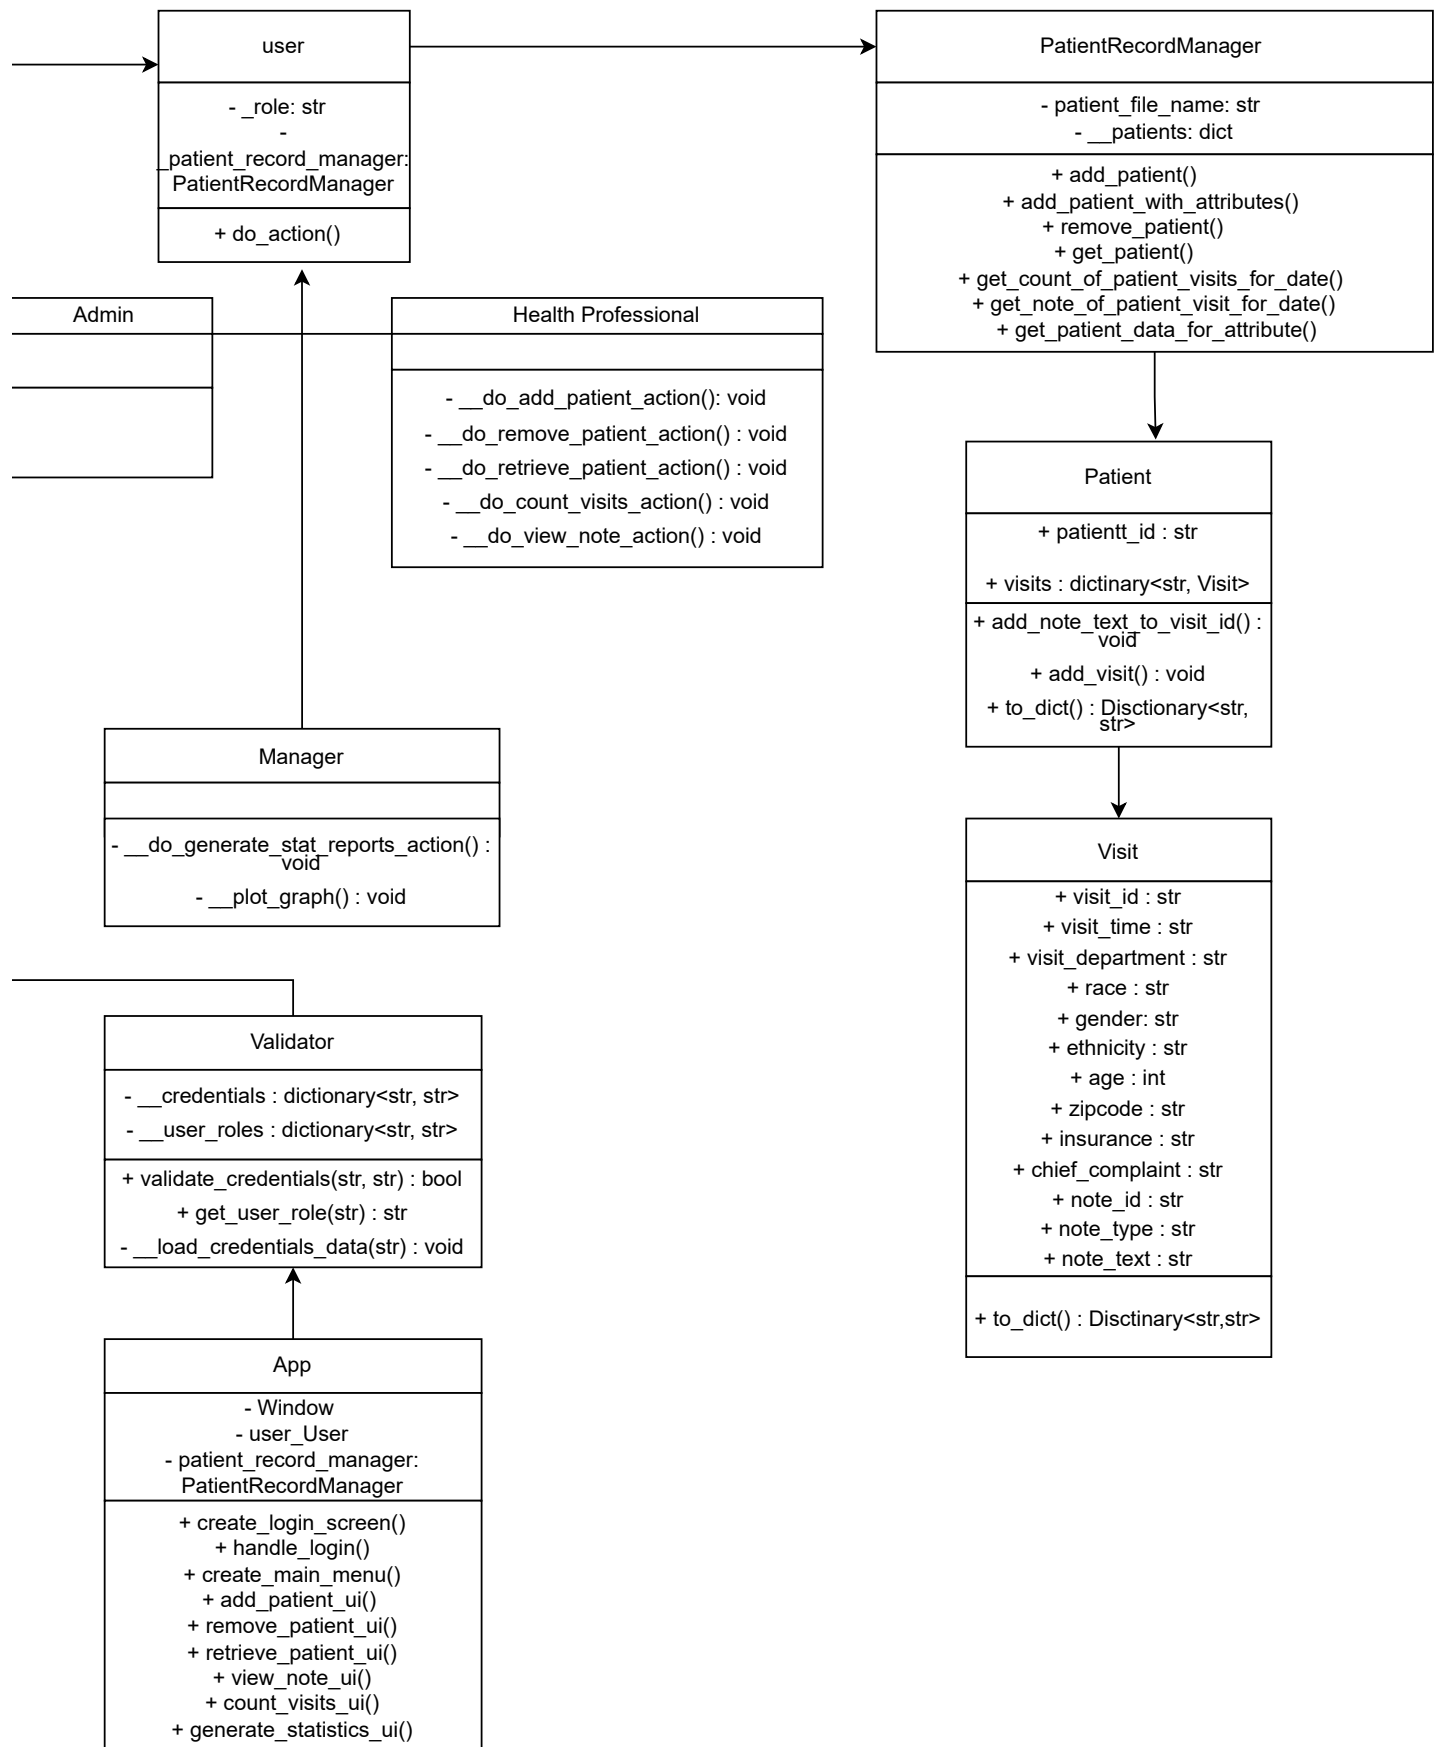 user
- _role: str
-
_patient_record_manager:
PatientRecordManager
+ do_action()
PatientRecordManager
- patient_file_name: str
- __patients: dict
+ add_patient()
+ add_patient_with_attributes()
+ remove_patient()
+ get_patient()
+ get_count_of_patient_visits_for_date()
+ get_note_of_patient_visit_for_date()
+ get_patient_data_for_attribute()
Admin
Health Professional
- __do_add_patient_action(): void
- __do_remove_patient_action() : void
- __do_retrieve_patient_action() : void
- __do_count_visits_action() : void
- __do_view_note_action() : void
Patient
+ patientt_id : str
+ visits : dictinary<str, Visit>
+ add_note_text_to_visit_id() :
void
+ add_visit() : void
+ to_dict() : Disctionary<str,
str>
Manager
- __do_generate_stat_reports_action() :
void
- __plot_graph() : void
Visit
+ visit_id : str
+ visit_time : str
+ visit_department : str
+ race : str
+ gender: str
+ ethnicity : str
+ age : int
+ zipcode : str
+ insurance : str
+ chief_complaint : str
+ note_id : str
+ note_type : str
+ note_text : str
+ to_dict() : Disctinary<str,str>
Validator
- __credentials : dictionary<str, str>
- __user_roles : dictionary<str, str>
+ validate_credentials(str, str) : bool
+ get_user_role(str) : str
- __load_credentials_data(str) : void
App
- Window
- user_User
- patient_record_manager:
PatientRecordManager
+ create_login_screen()
+ handle_login()
+ create_main_menu()
+ add_patient_ui()
+ remove_patient_ui()
+ retrieve_patient_ui()
+ view_note_ui()
+ count_visits_ui()
+ generate_statistics_ui()